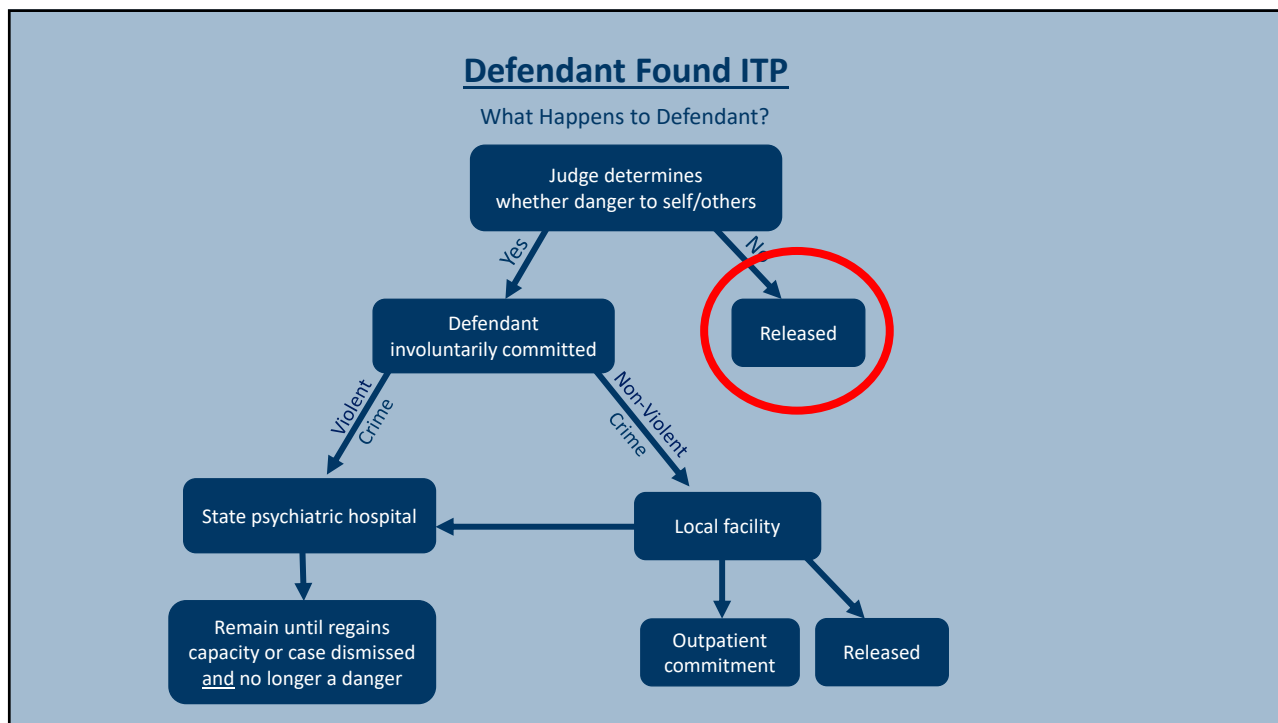 Defendant Found ITP
What Happens to Defendant?
Judge determines
whether danger to self/others
Yes
No
Defendant
involuntarily committed
Released
Violent
Crime
Non-Violent
Crime
State psychiatric hospital
Local facility
Remain until regains
capacity or case dismissed
and no longer a danger
Outpatient
commitment
Released